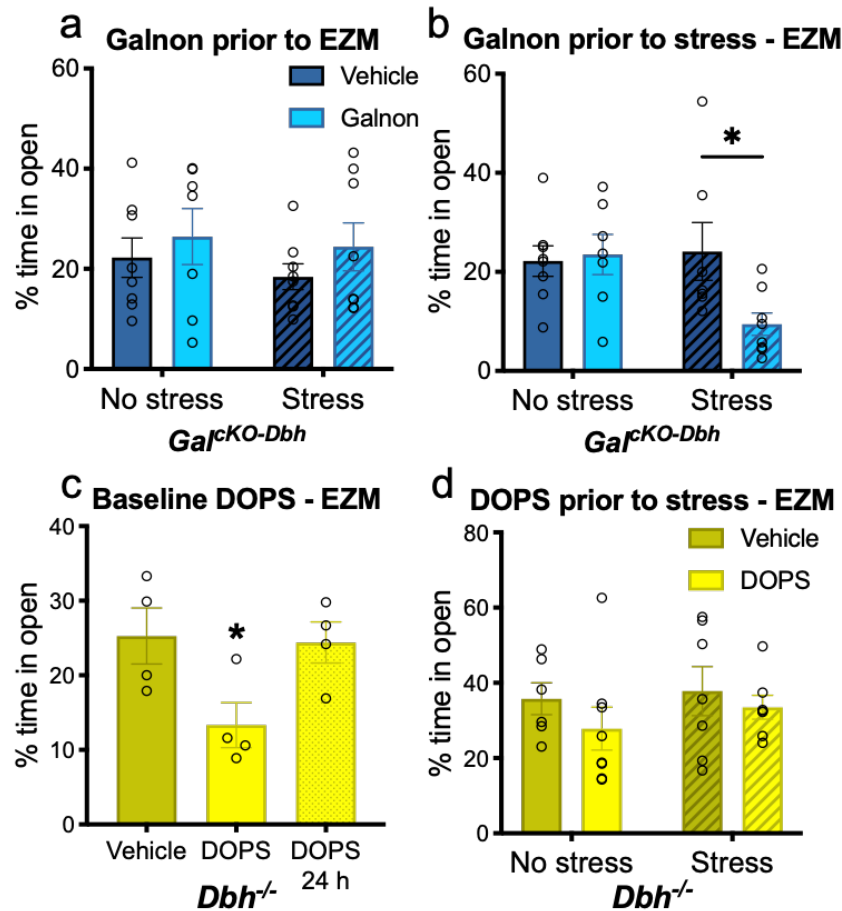 a
Galnon prior to EZM
% time in open
60
40
20
0
Vehicle
Galnon
No stress
Stress
Gal^cKO-Dbh
b
Galnon prior to stress - EZM
% time in open
60
40
20
0
*
No stress
Stress
Gal^cKO-Dbh
c
Baseline DOPS - EZM
% time in open
40
30
20
10
0
*
Vehicle
DOPS
DOPS
24 h
Dbh^-/-
d
DOPS prior to stress - EZM
% time in open
80
60
40
20
0
Vehicle
DOPS
No stress
Stress
Dbh^-/-